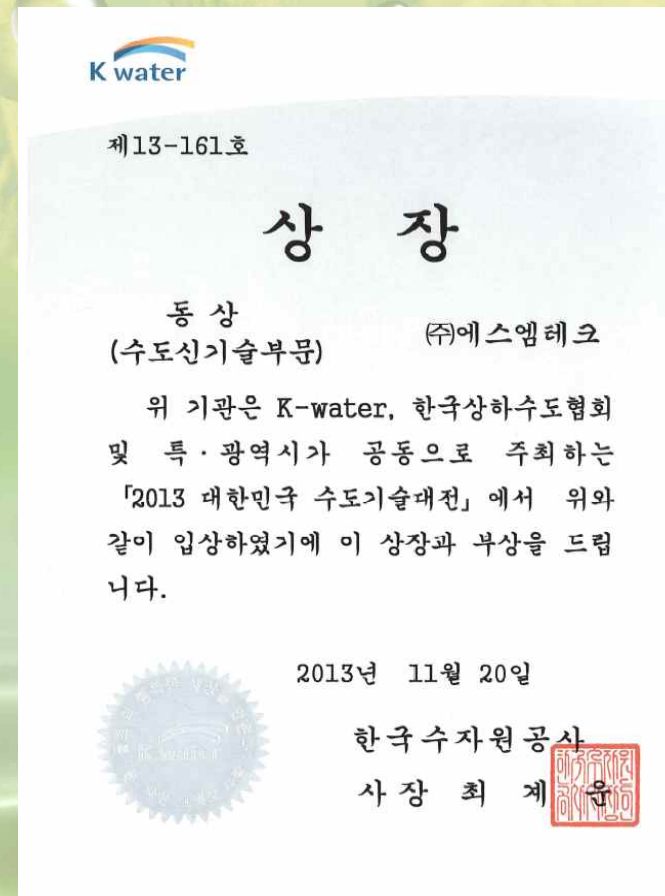 K water
제13-161호
상 장
동 상
(수도신기술부문)
㈜에스엠테크
위 기관은 K-water, 한국상하수도협회
및 특·광역시가 공동으로 주최하는
「2013 대한민국 수도기술대전」에서 위와
같이 입상하였기에 이 상장과 부상을 드립
니다.
2013년 11월 20일
한국수자원공사
사 장 최 계 운
K water